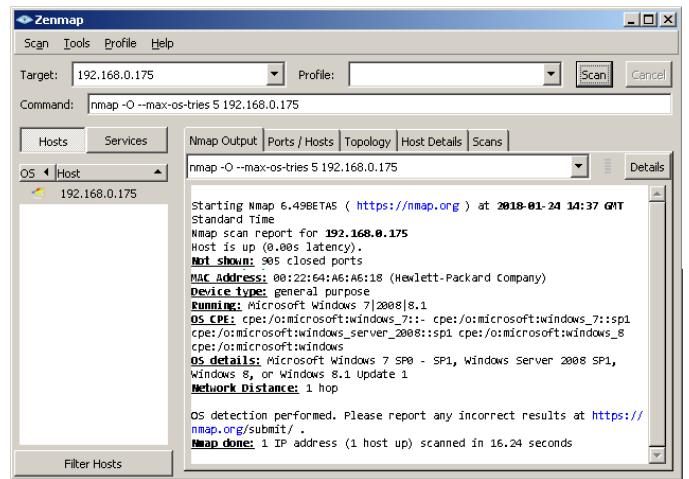 Zenmap
Scan Tools Profile Help
Target: 192.168.0.175 Profile: Scan Cancel
Command: nmap -O --max-os-tries 5 192.168.0.175
Hosts Services
Nmap Output Ports / Hosts Topology Host Details Scans
OS Host
192.168.0.175
nmap -O --max-os-tries 5 192.168.0.175 Details
Starting Nmap 6.49BETA5 ( https://nmap.org ) at 2018-01-24 14:37 GMT
Standard Time
Nmap scan report for 192.168.0.175
Host is up (0.00s latency).
Not shown: 905 closed ports
MAC Address: 00:22:64:A6:A6:18 (Hewlett-Packard Company)
Device type: general purpose
Running: Microsoft Windows 7|2008|8.1
OS CPE: cpe:/o:microsoft:windows_7::- cpe:/o:microsoft:windows_7::sp1
cpe:/o:microsoft:windows_server_2008::sp1 cpe:/o:microsoft:windows_8
cpe:/o:microsoft:windows
OS details: Microsoft Windows 7 SP0 - SP1, Windows Server 2008 SP1,
Windows 8, or Windows 8.1 Update 1
Network Distance: 1 hop
OS detection performed. Please report any incorrect results at https://
nmap.org/submit/ .
Nmap done: 1 IP address (1 host up) scanned in 16.24 seconds
Filter Hosts